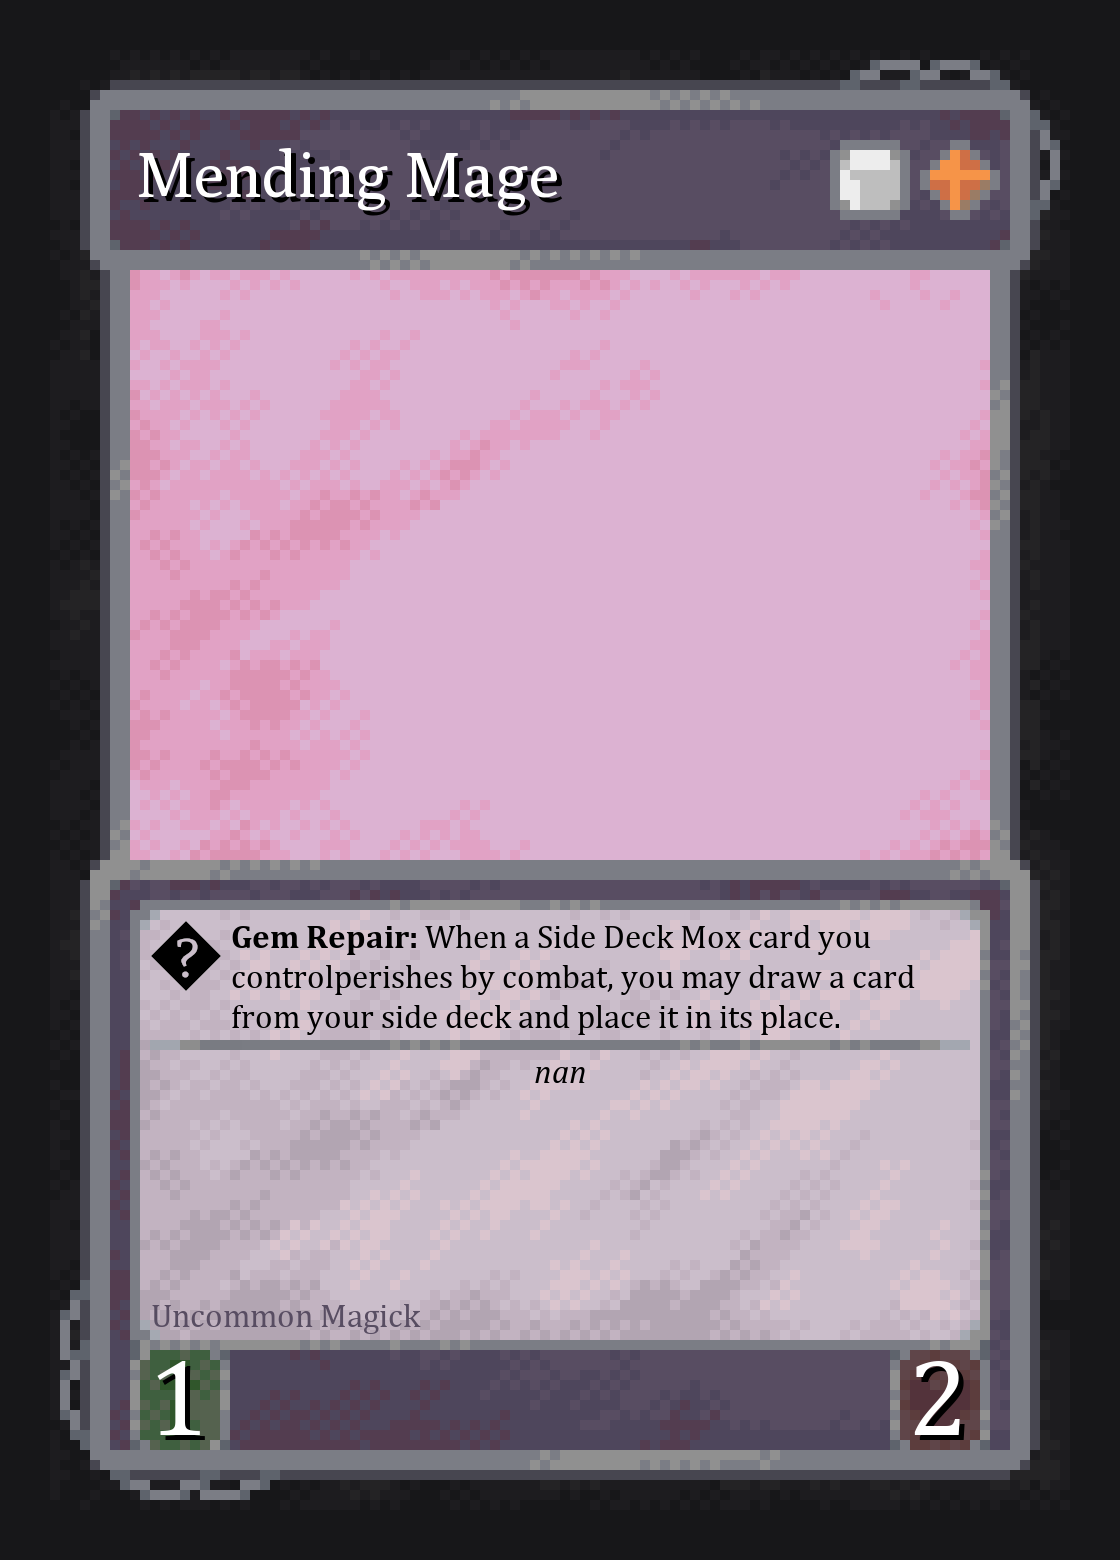 Mending Mage
?
Gem Repair: When a Side Deck Mox card you
controlperishes by combat, you may draw a card
from your side deck and place it in its place.
nan
Uncommon Magick
1
2